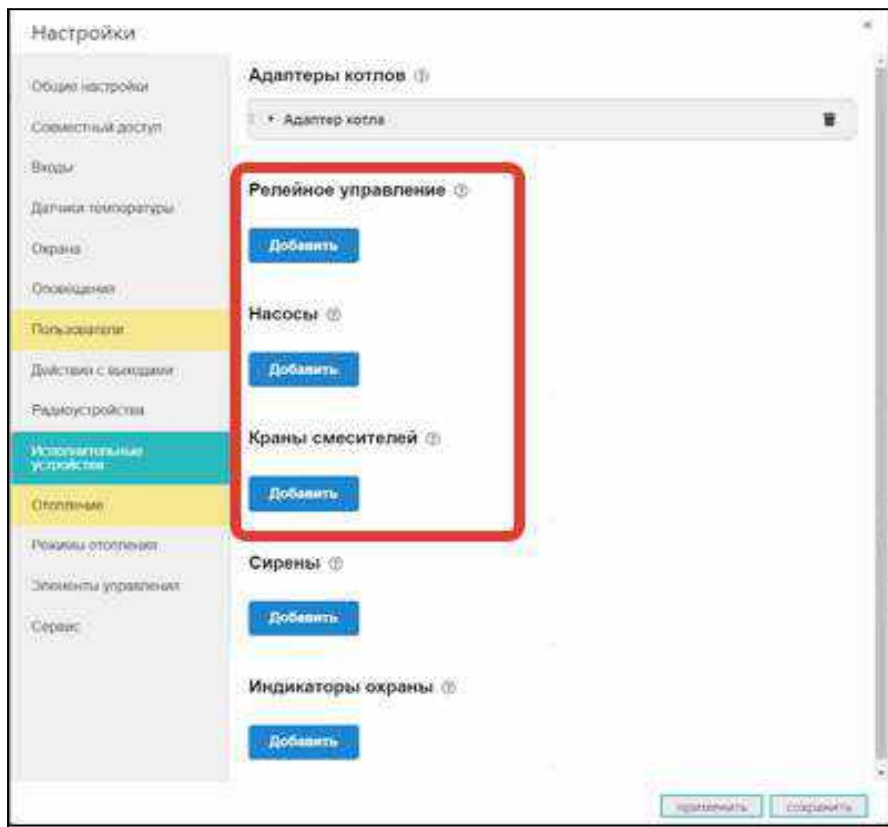 Настройки
Общие настройки
Совместный доступ
Входы
Датчики температуры
Охрана
Оповещения
Пользователи
Действия с выходами
Радиоустройства
Исполнительные
устройства
Отопление
Режимы отопления
Элементы управления
Сервис
Адаптеры котлов
Адаптер котла
Релейное управление
Добавить
Насосы
Добавить
Краны смесителей
Добавить
Сирены
Добавить
Индикаторы охраны
Добавить
применить
сохранить